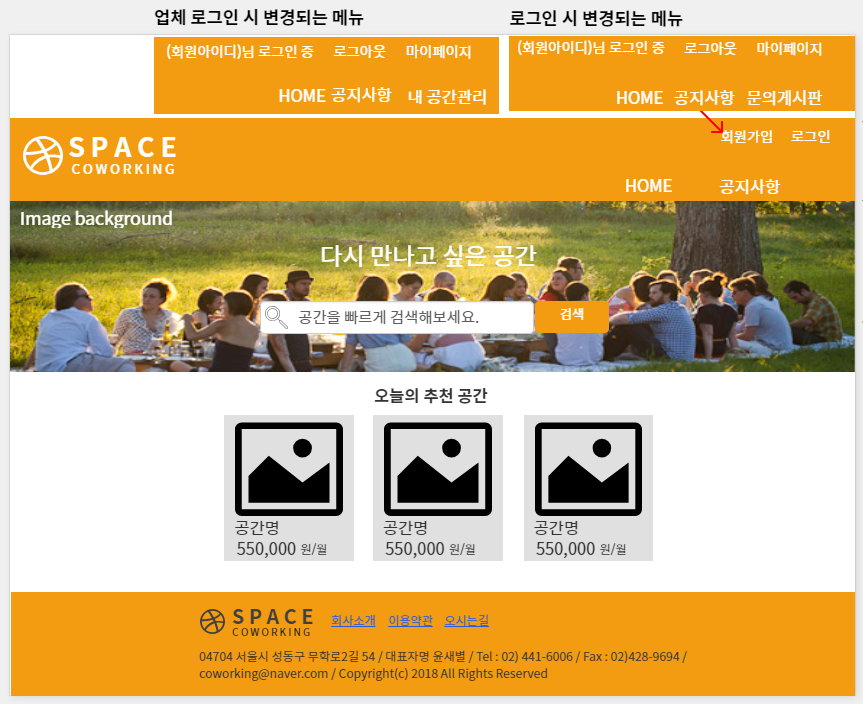 업체 로그인 시 변경되는 메뉴
로그인 시 변경되는 메뉴
(회원아이디)님 로그인 중 로그아웃 마이페이지
HOME 공지사항 내 공간관리
(회원아이디)님 로그인 중 로그아웃 마이페이지
HOME 공지사항 문의게시판
SPACE
COWORKING
회원가입 로그인
HOME 공지사항
Image background
다시 만나고 싶은 공간
공간을 빠르게 검색해보세요. 검색
오늘의 추천 공간
공간명
550,000 원/월
공간명
550,000 원/월
공간명
550,000 원/월
SPACE
COWORKING
회사소개 이용약관 오시는길
04704 서울시 성동구 무학로2길 54 / 대표자명 윤새별 / Tel : 02) 441-6006 / Fax : 02)428-9694 /
coworking@naver.com / Copyright(c) 2018 All Rights Reserved